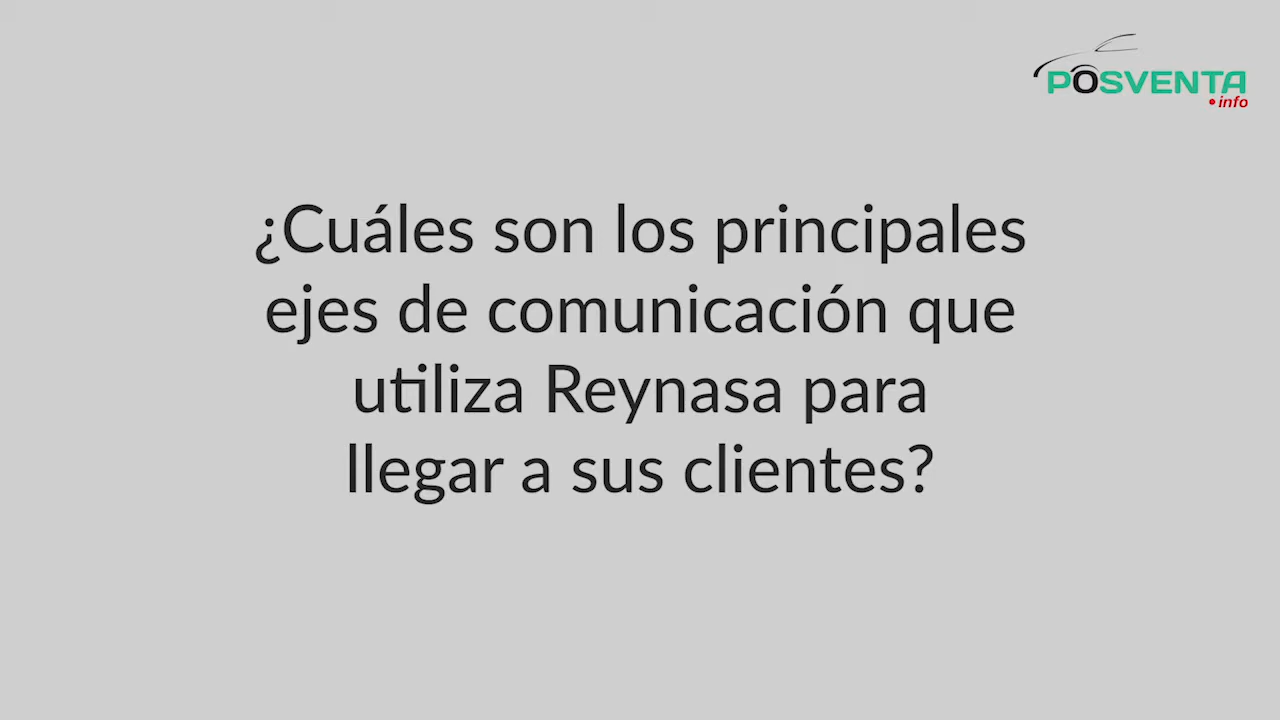 POSVENTA
info
¿Cuáles son los principales
ejes de comunicación que
utiliza Reynasa para
llegar a sus clientes?